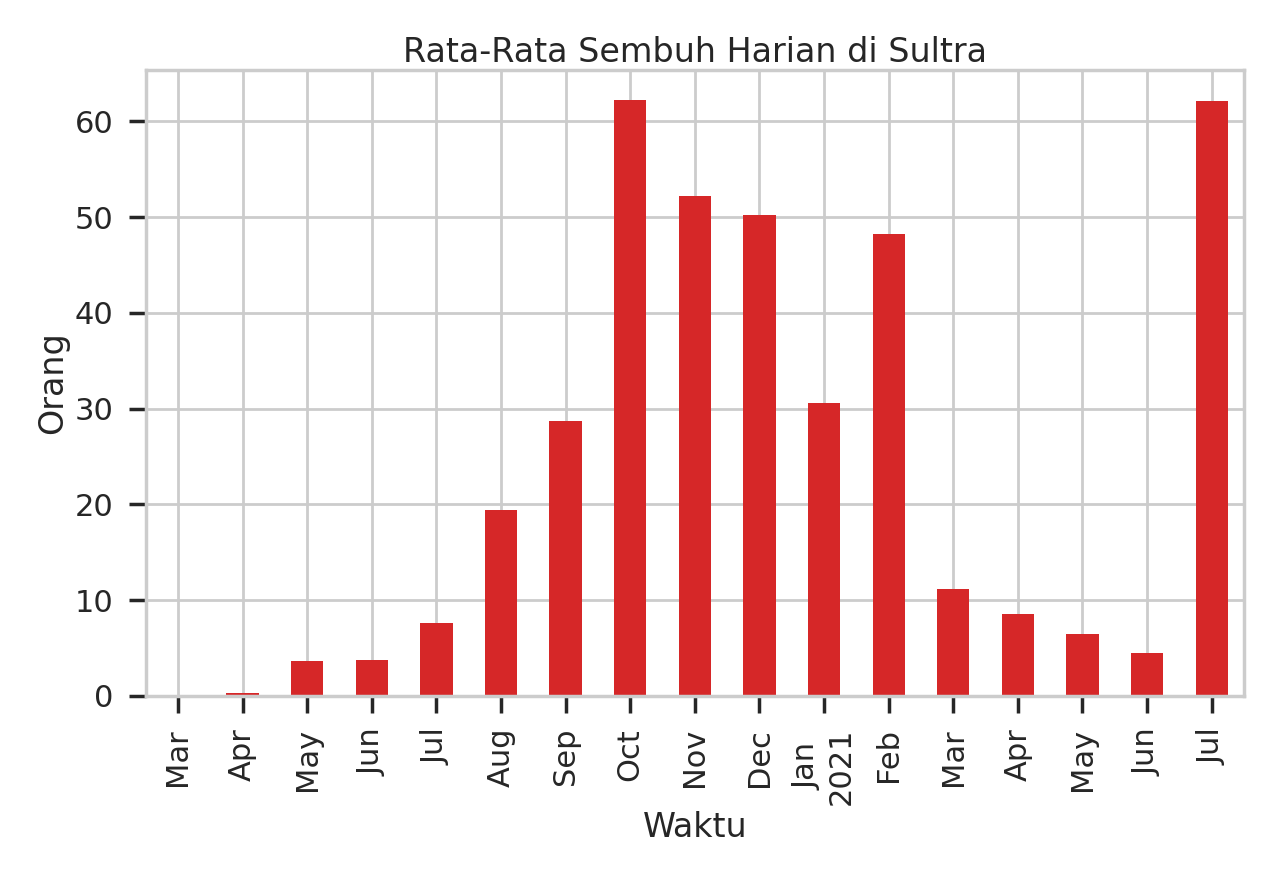 Rata-Rata Sembuh Harian di Sultra
60
50
40
30
20
10
0
Orang
Mar
Apr
May
Jun
Jul
Aug
Sep
Oct
Nov
Dec
Jan
2021
Feb
Mar
Apr
May
Jun
Jul
Waktu